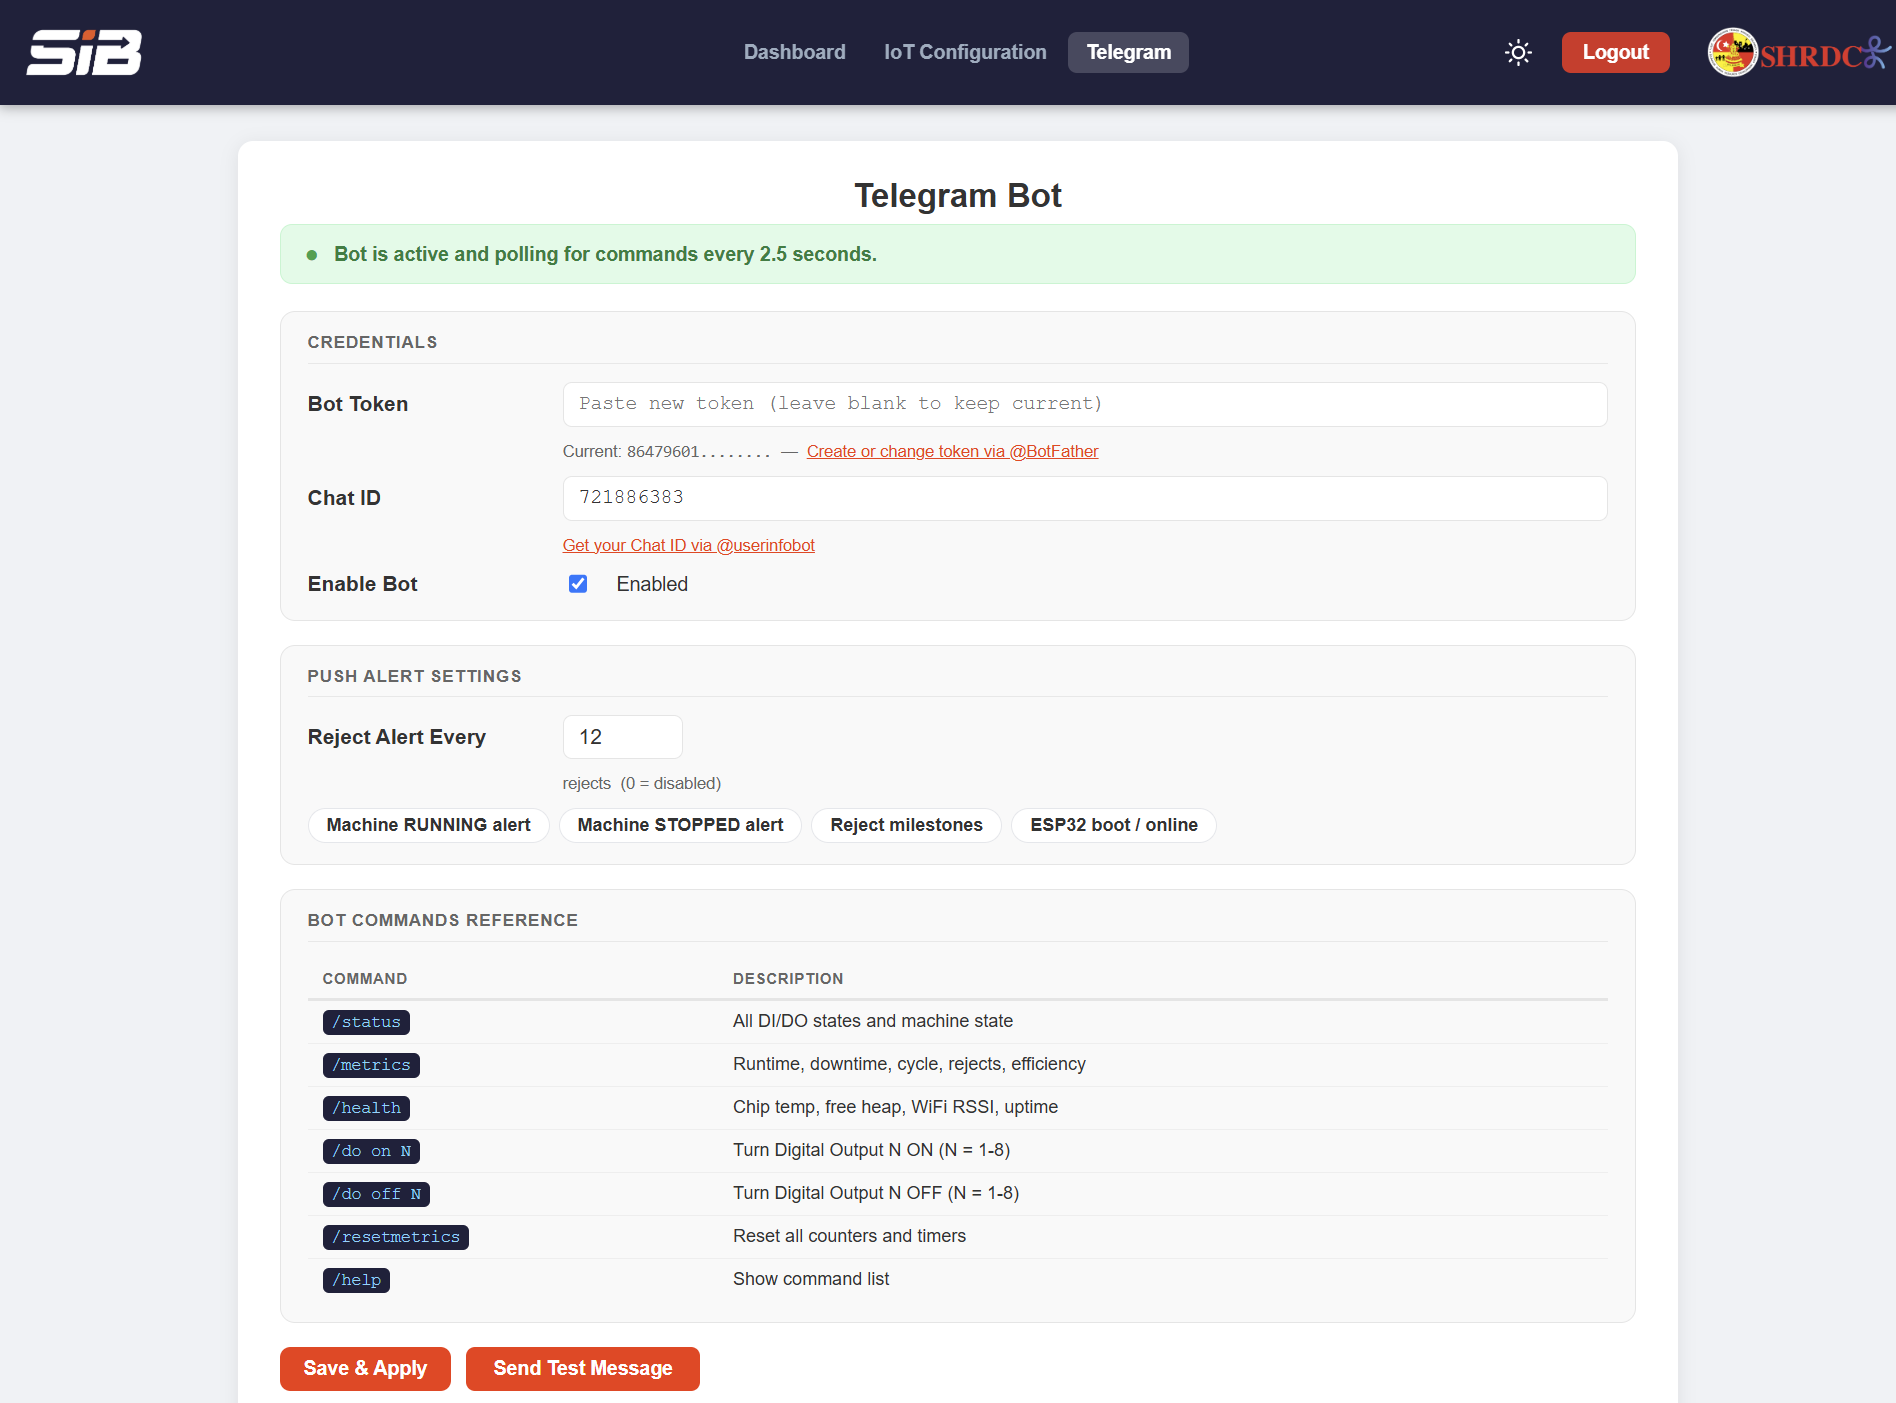 SiB
Dashboard IoT Configuration Telegram
Logout
SHRDC
Telegram Bot
Bot is active and polling for commands every 2.5 seconds.
CREDENTIALS
Bot Token
Paste new token (leave blank to keep current)
Current: 86479601........ — Create or change token via @BotFather
Chat ID
721886383
Get your Chat ID via @userinfobot
Enable Bot
Enabled
PUSH ALERT SETTINGS
Reject Alert Every
12
rejects (0 = disabled)
Machine RUNNING alert
Machine STOPPED alert
Reject milestones
ESP32 boot / online
BOT COMMANDS REFERENCE
COMMAND DESCRIPTION
/status All DI/DO states and machine state
/metrics Runtime, downtime, cycle, rejects, efficiency
/health Chip temp, free heap, WiFi RSSI, uptime
/do on N Turn Digital Output N ON (N = 1-8)
/do off N Turn Digital Output N OFF (N = 1-8)
/resetmetrics Reset all counters and timers
/help Show command list
Save & Apply
Send Test Message